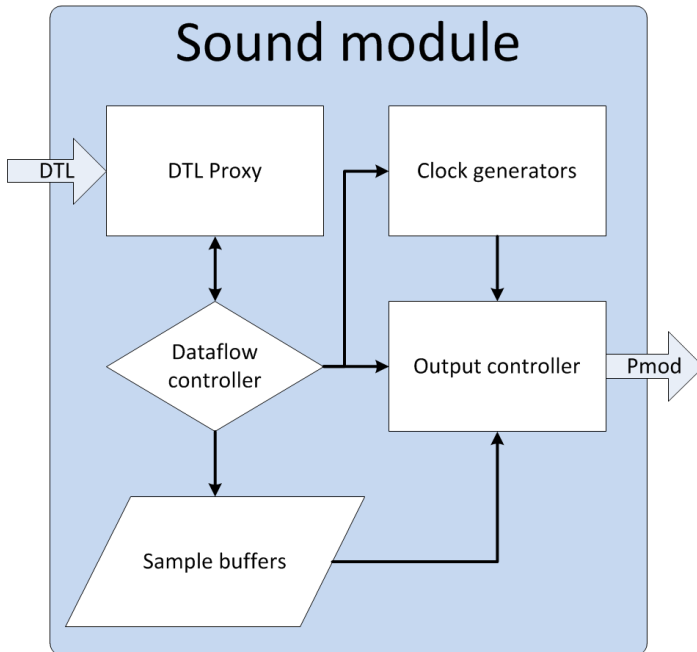 Sound module
DTL
DTL Proxy
Clock generators
Dataflow
controller
Output controller
Pmod
Sample buffers